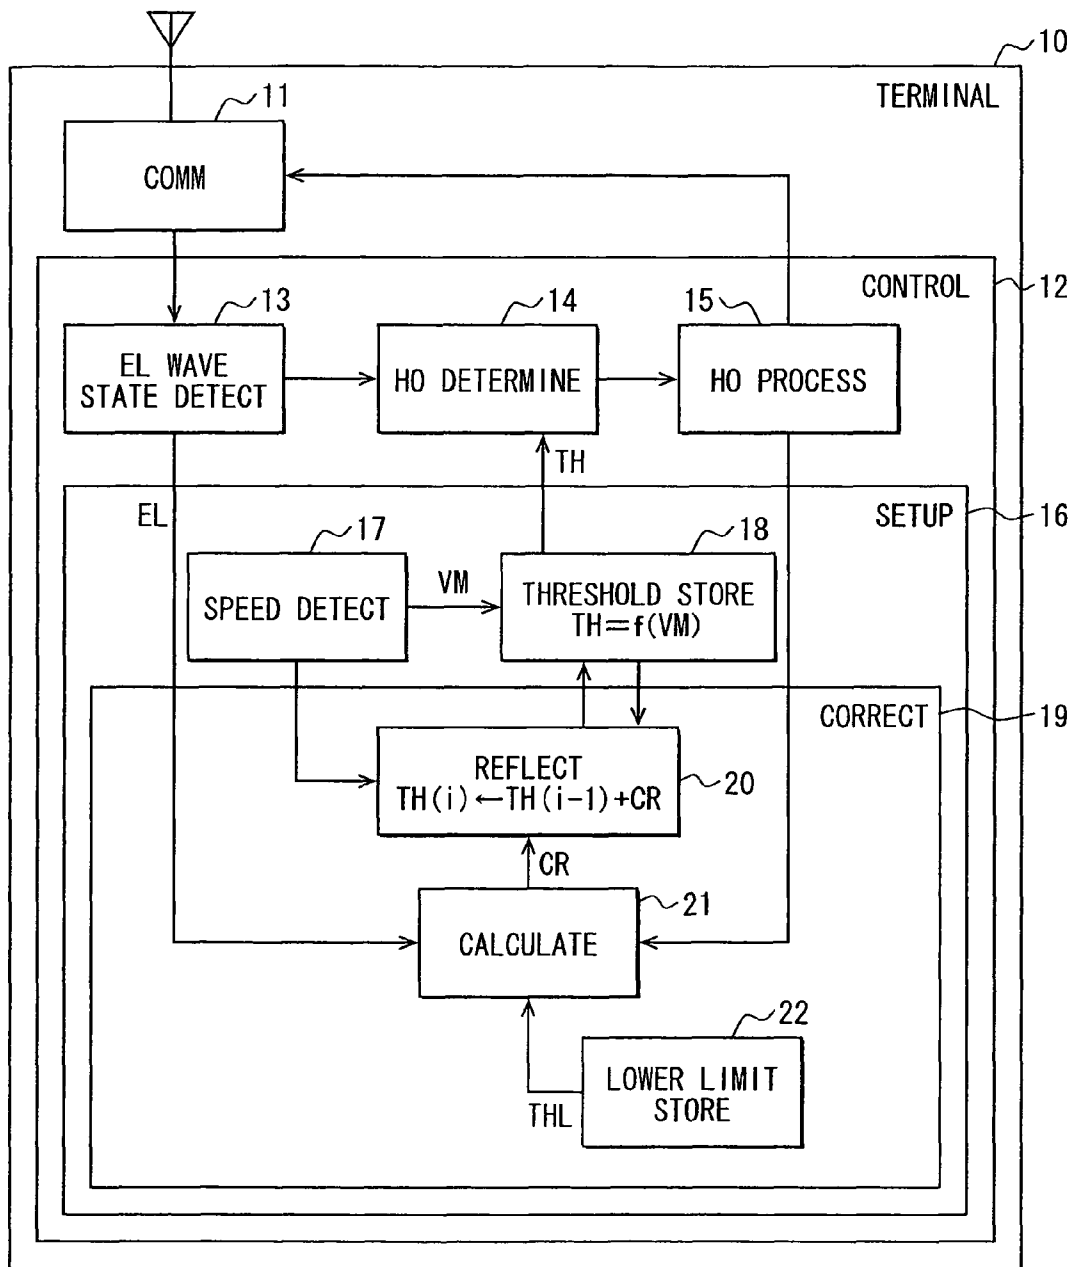 10
TERMINAL
11
COMM
CONTROL
12
13
14
15
EL WAVE
STATE DETECT
HO DETERMINE
HO PROCESS
TH
EL
SETUP
16
17
18
SPEED DETECT
VM
THRESHOLD STORE
TH=f(VM)
CORRECT
19
REFLECT
TH(i)←TH(i-1)+CR
20
CR
21
CALCULATE
22
LOWER LIMIT
STORE
THL